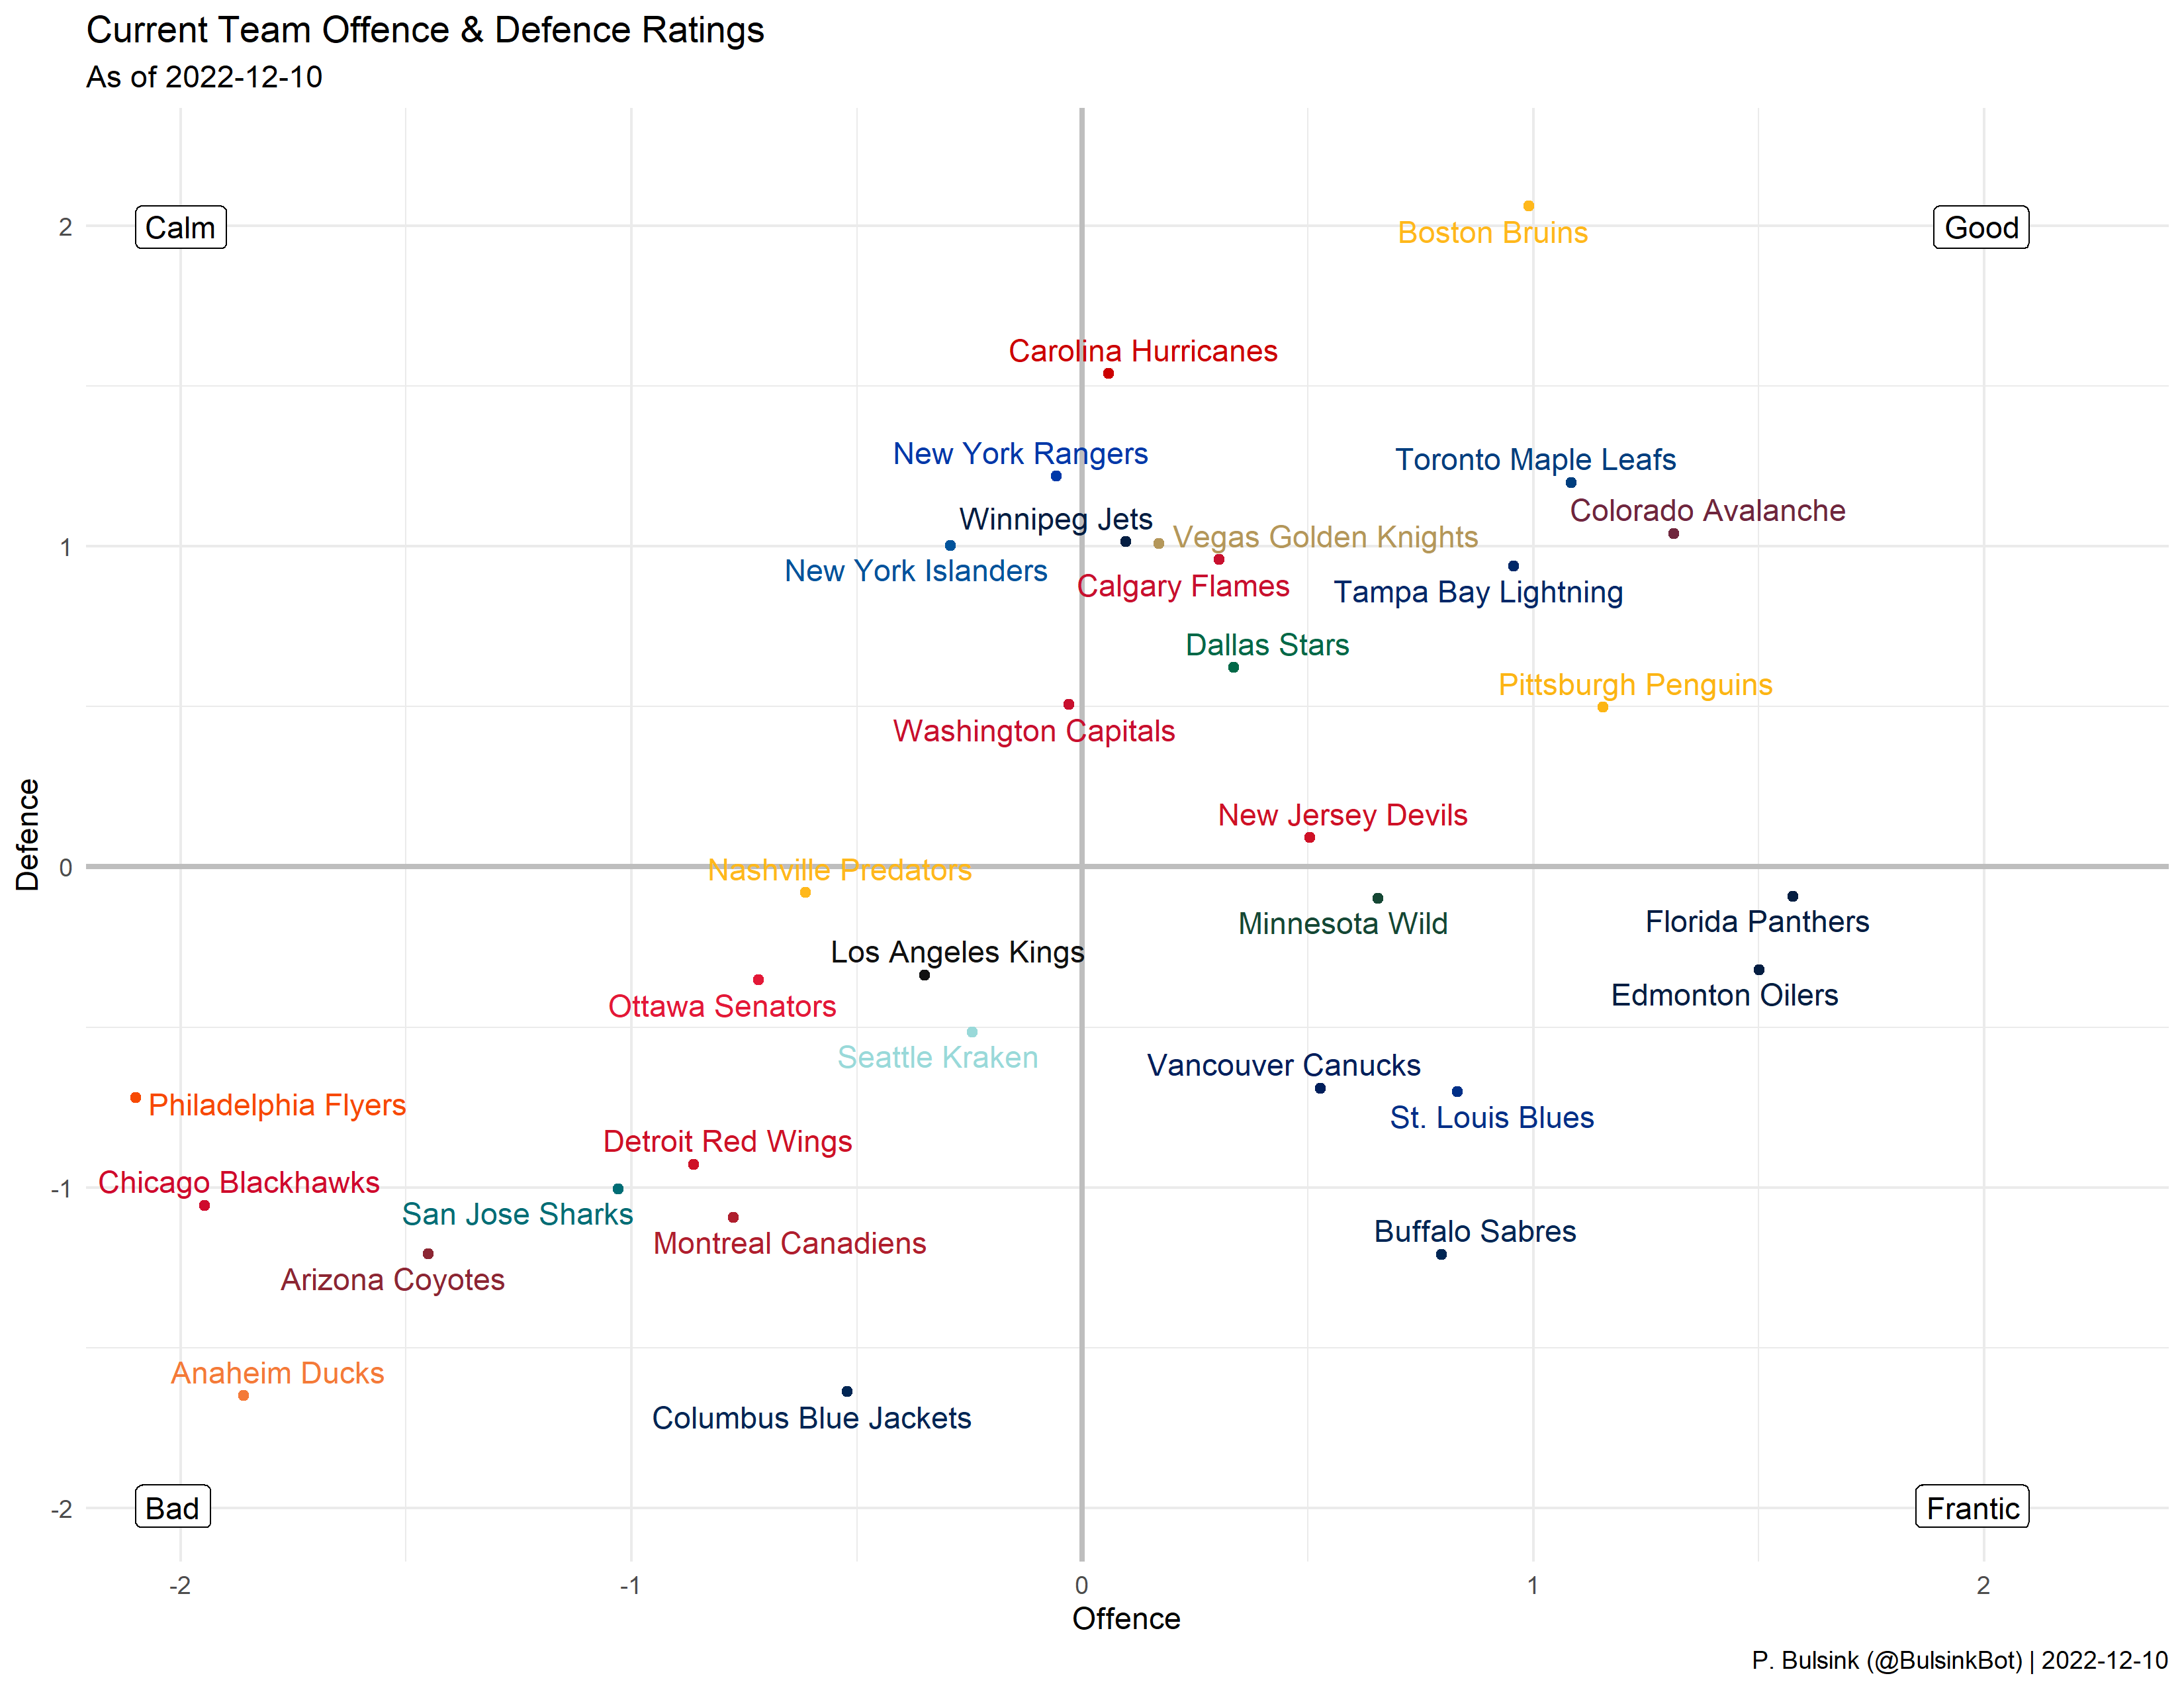 Current Team Offence & Defence Ratings
As of 2022-12-10
Calm
Good
Boston Bruins
Carolina Hurricanes
New York Rangers
Toronto Maple Leafs
Colorado Avalanche
Winnipeg Jets
Vegas Golden Knights
New York Islanders
Calgary Flames
Tampa Bay Lightning
Dallas Stars
Pittsburgh Penguins
Washington Capitals
New Jersey Devils
Nashville Predators
Minnesota Wild
Florida Panthers
Los Angeles Kings
Edmonton Oilers
Ottawa Senators
Seattle Kraken
Vancouver Canucks
Philadelphia Flyers
St. Louis Blues
Detroit Red Wings
Chicago Blackhawks
San Jose Sharks
Buffalo Sabres
Montreal Canadiens
Arizona Coyotes
Anaheim Ducks
Columbus Blue Jackets
Bad
Frantic
2
1
0
-1
-2
Defence
-2
-1
0
1
2
Offence
P. Bulsink (@BulsinkBot) | 2022-12-10